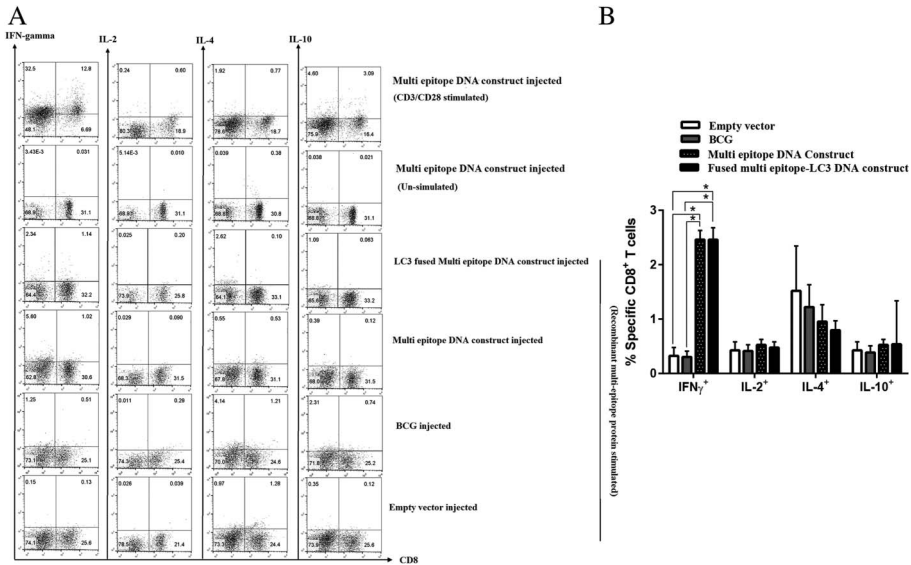 A
IFN-gamma
IL-2
IL-4
IL-10
32.5 12.8
48.1 6.69
0.24 0.60
80.3 18.9
1.92 0.77
78.6 18.7
4.60 3.09
75.9 16.4
Multi epitope DNA construct injected
(CD3/CD28 stimulated)
3.43E-3 0.031
68.9 31.1
5.14E-3 0.010
68.9 31.1
0.039 0.38
68.8 30.8
0.038 0.021
68.8 31.1
Multi epitope DNA construct injected
(Un-simulated)
2.34 1.14
64.4 32.2
0.025 0.20
73.9 25.8
2.62 0.10
64.1 33.1
1.09 0.063
65.6 33.2
LC3 fused Multi epitope DNA construct injected
5.60 1.02
62.8 30.6
0.029 0.090
68.3 31.5
0.55 0.53
67.8 31.1
0.39 0.12
68.0 31.5
Multi epitope DNA construct injected
1.25 0.51
73.1 25.1
0.011 0.29
74.3 25.4
4.14 1.21
70.0 24.6
2.31 0.74
71.8 25.2
BCG injected
0.15 0.13
74.1 25.6
0.026 0.039
78.5 21.4
0.97 1.28
73.3 24.4
0.35 0.12
73.9 25.6
Empty vector injected
CD8
(Recombinant multi-epitope protein stimulated)
B
Empty vector
BCG
Multi epitope DNA Construct
Fused multi epitope-LC3 DNA construct
*
*
*
*
% Specific CD8+ T cells
3
2
1
0
IFNγ+
IL-2+
IL-4+
IL-10+